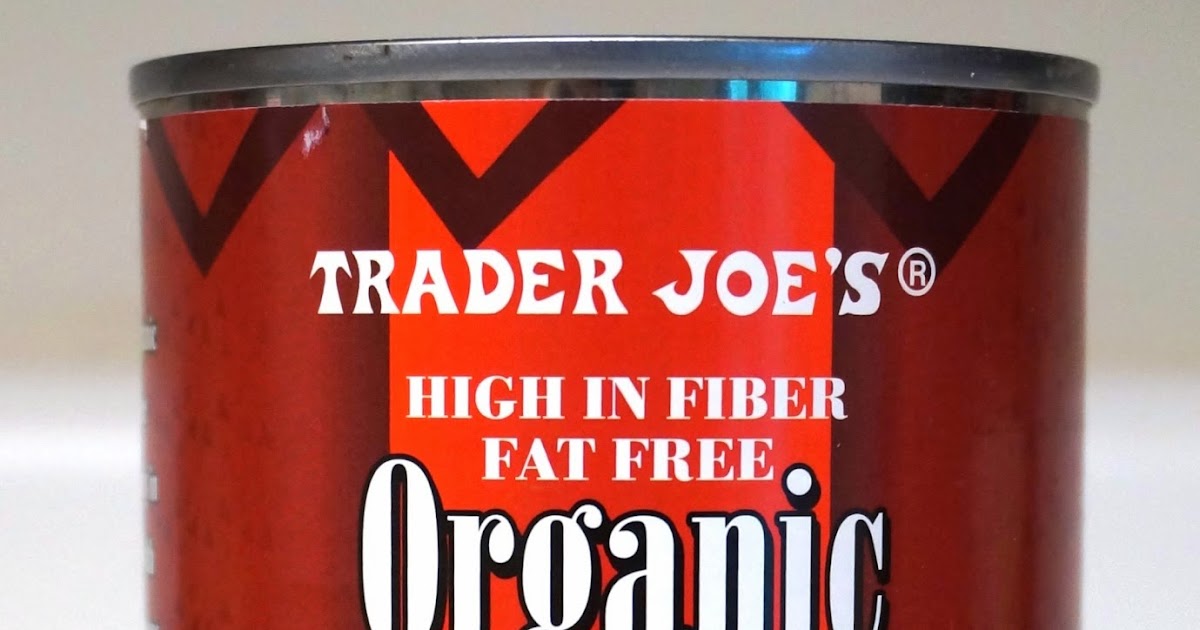 TRADER JOE'S®
HIGH IN FIBER
FAT FREE
Organic